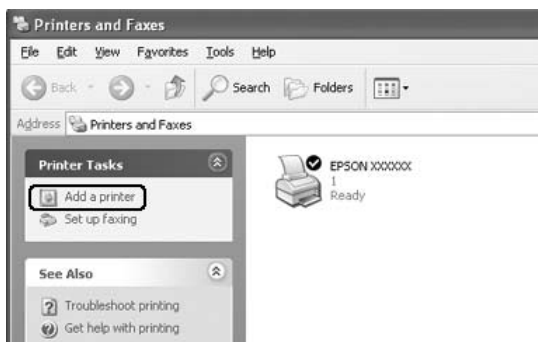 Printers and Faxes
File Edit View Favorites Tools Help
Back Search Folders
Address Printers and Faxes
Printer Tasks
Add a printer
Set up faxing
See Also
Troubleshoot printing
Get help with printing
EPSON XXXXXX
1
Ready